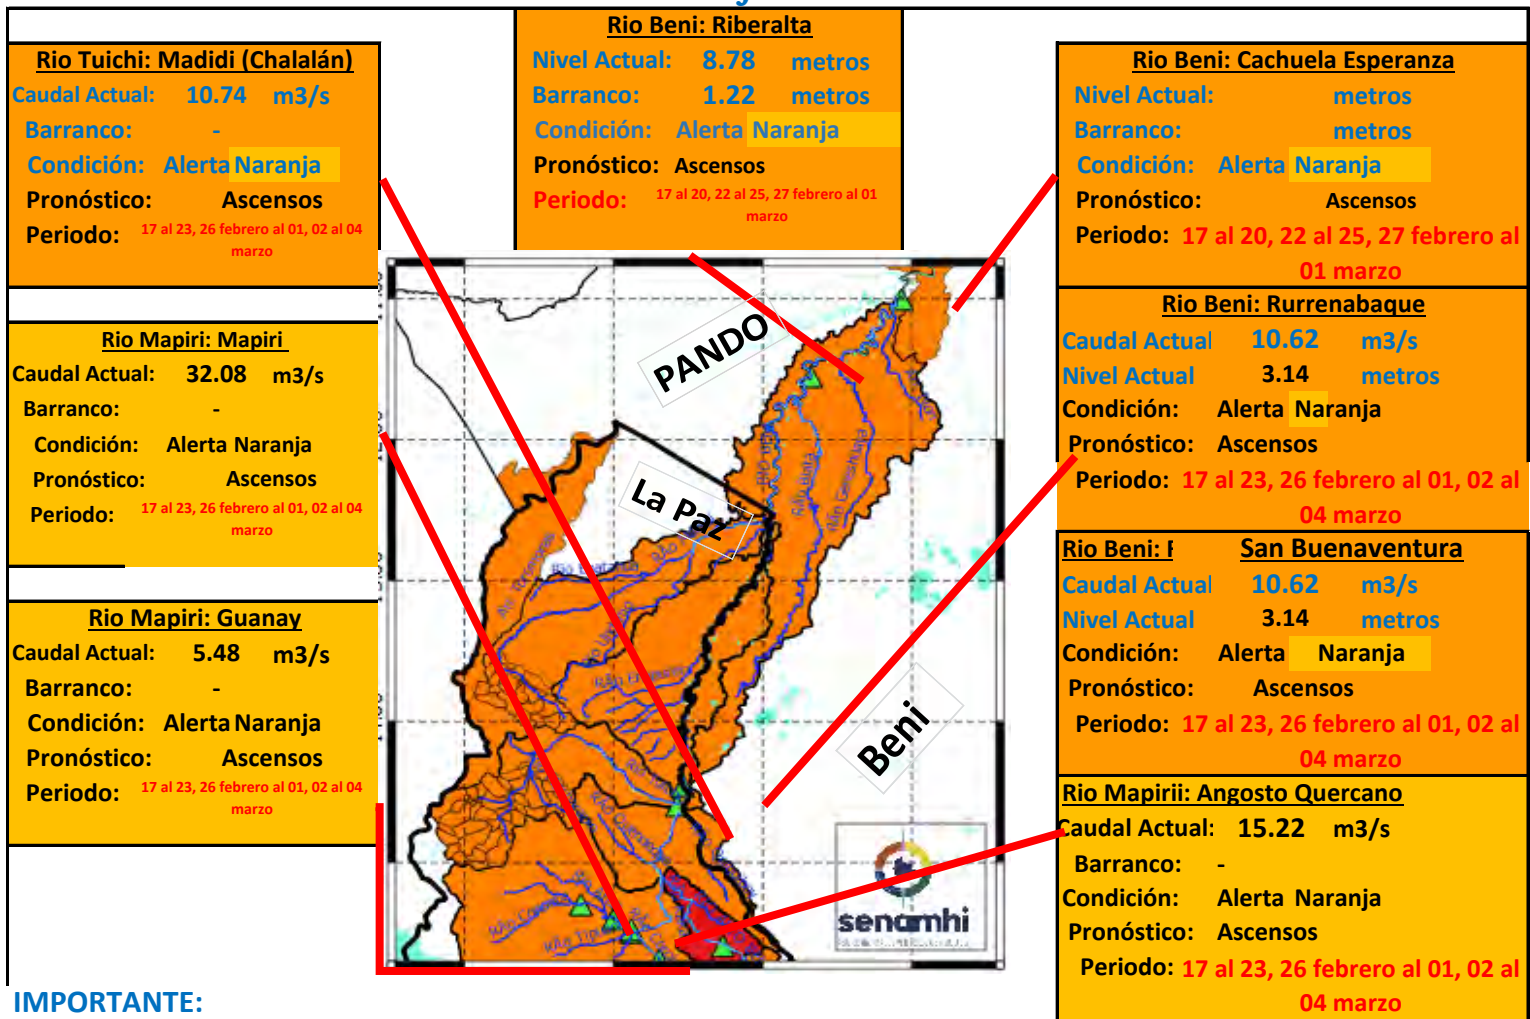 Rio Beni: Riberalta
Nivel Actual: 8.78 metros
Barranco: 1.22 metros
Condición: Alerta Naranja
Pronóstico: Ascensos
Periodo: 17 al 20, 22 al 25, 27 febrero al 01
marzo
Rio Tuichi: Madidi (Chalalán)
Caudal Actual: 10.74 m3/s
Barranco: -
Condición: Alerta Naranja
Pronóstico: Ascensos
Periodo: 17 al 23, 26 febrero al 01, 02 al 04
marzo
Rio Mapiri: Mapiri
Caudal Actual: 32.08 m3/s
Barranco: -
Condición: Alerta Naranja
Pronóstico: Ascensos
Periodo: 17 al 23, 26 febrero al 01, 02 al 04
marzo
Rio Mapiri: Guanay
Caudal Actual: 5.48 m3/s
Barranco: -
Condición: Alerta Naranja
Pronóstico: Ascensos
Periodo: 17 al 23, 26 febrero al 01, 02 al 04
marzo
PANDO
La Paz
Beni
senamhi
Rio Beni: Cachuela Esperanza
Nivel Actual: metros
Barranco: metros
Condición: Alerta Naranja
Pronóstico: Ascensos
Periodo: 17 al 20, 22 al 25, 27 febrero al
01 marzo
Rio Beni: Rurrenabaque
Caudal Actual 10.62 m3/s
Nivel Actual 3.14 metros
Condición: Alerta Naranja
Pronóstico: Ascensos
Periodo: 17 al 23, 26 febrero al 01, 02 al
04 marzo
Rio Beni: San Buenaventura
Caudal Actual 10.62 m3/s
Nivel Actual 3.14 metros
Condición: Alerta Naranja
Pronóstico: Ascensos
Periodo: 17 al 23, 26 febrero al 01, 02 al
04 marzo
Rio Mapirii: Angosto Quercano
Caudal Actual: 15.22 m3/s
Barranco: -
Condición: Alerta Naranja
Pronóstico: Ascensos
Periodo: 17 al 23, 26 febrero al 01, 02 al
04 marzo
IMPORTANTE: